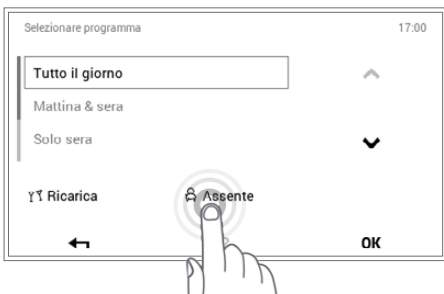 Selezionare programma 17:00
Tutto il giorno
Mattina & sera
Solo sera
Ricarica Assente
OK